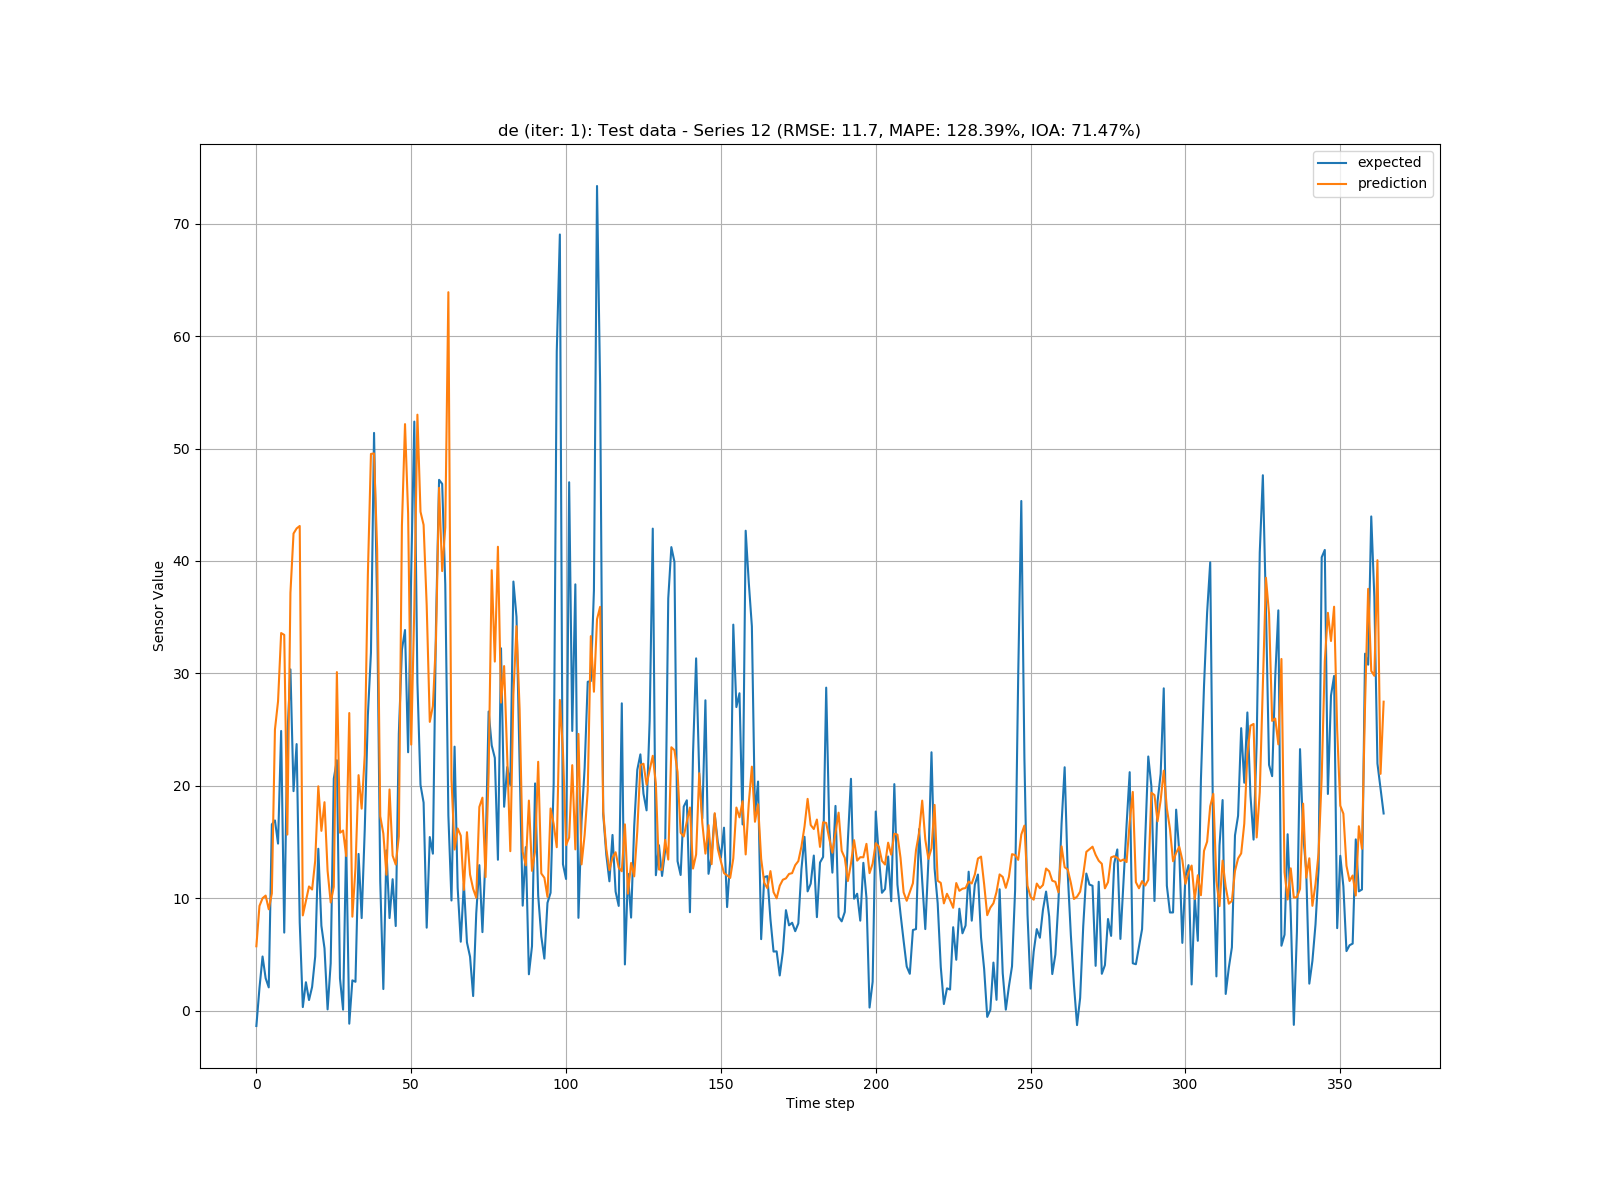 de (iter: 1): Test data - Series 12 (RMSE: 11.7, MAPE: 128.39%, IOA: 71.47%)
expected
prediction
70
60
50
40
30
20
10
0
Sensor Value
0 50 100 150 200 250 300 350
Time step